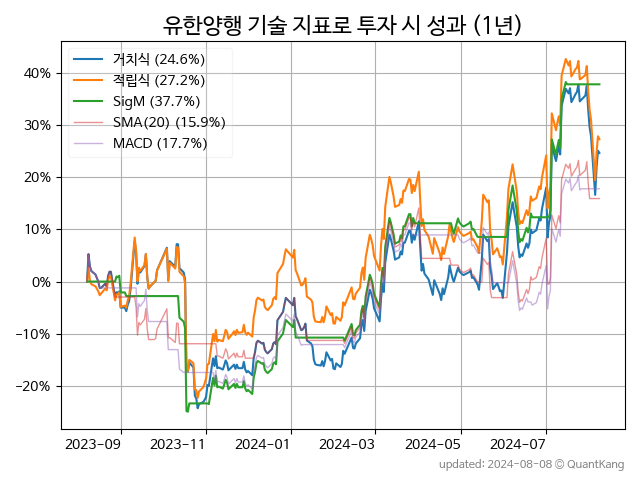 유한양행 기술 지표로 투자 시 성과 (1년)
거치식 (24.6%)
적립식 (27.2%)
SigM (37.7%)
SMA(20) (15.9%)
MACD (17.7%)
40%
30%
20%
10%
0%
−10%
−20%
2023-09 2023-11 2024-01 2024-03 2024-05 2024-07
updated: 2024-08-08 © QuantKang